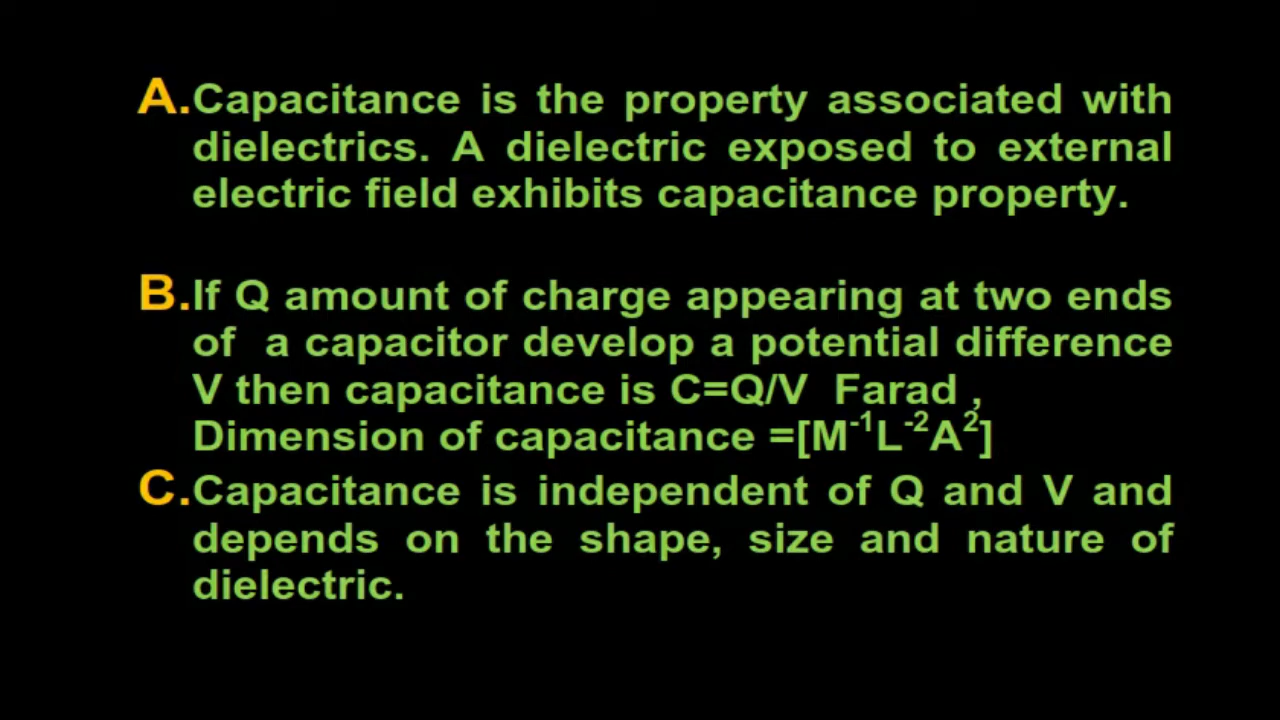 A.Capacitance is the property associated with
dielectrics. A dielectric exposed to external
electric field exhibits capacitance property.
B.If Q amount of charge appearing at two ends
of a capacitor develop a potential difference
V then capacitance is C=Q/V Farad ,
Dimension of capacitance =[M⁻¹L⁻²A²]
C.Capacitance is independent of Q and V and
depends on the shape, size and nature of
dielectric.